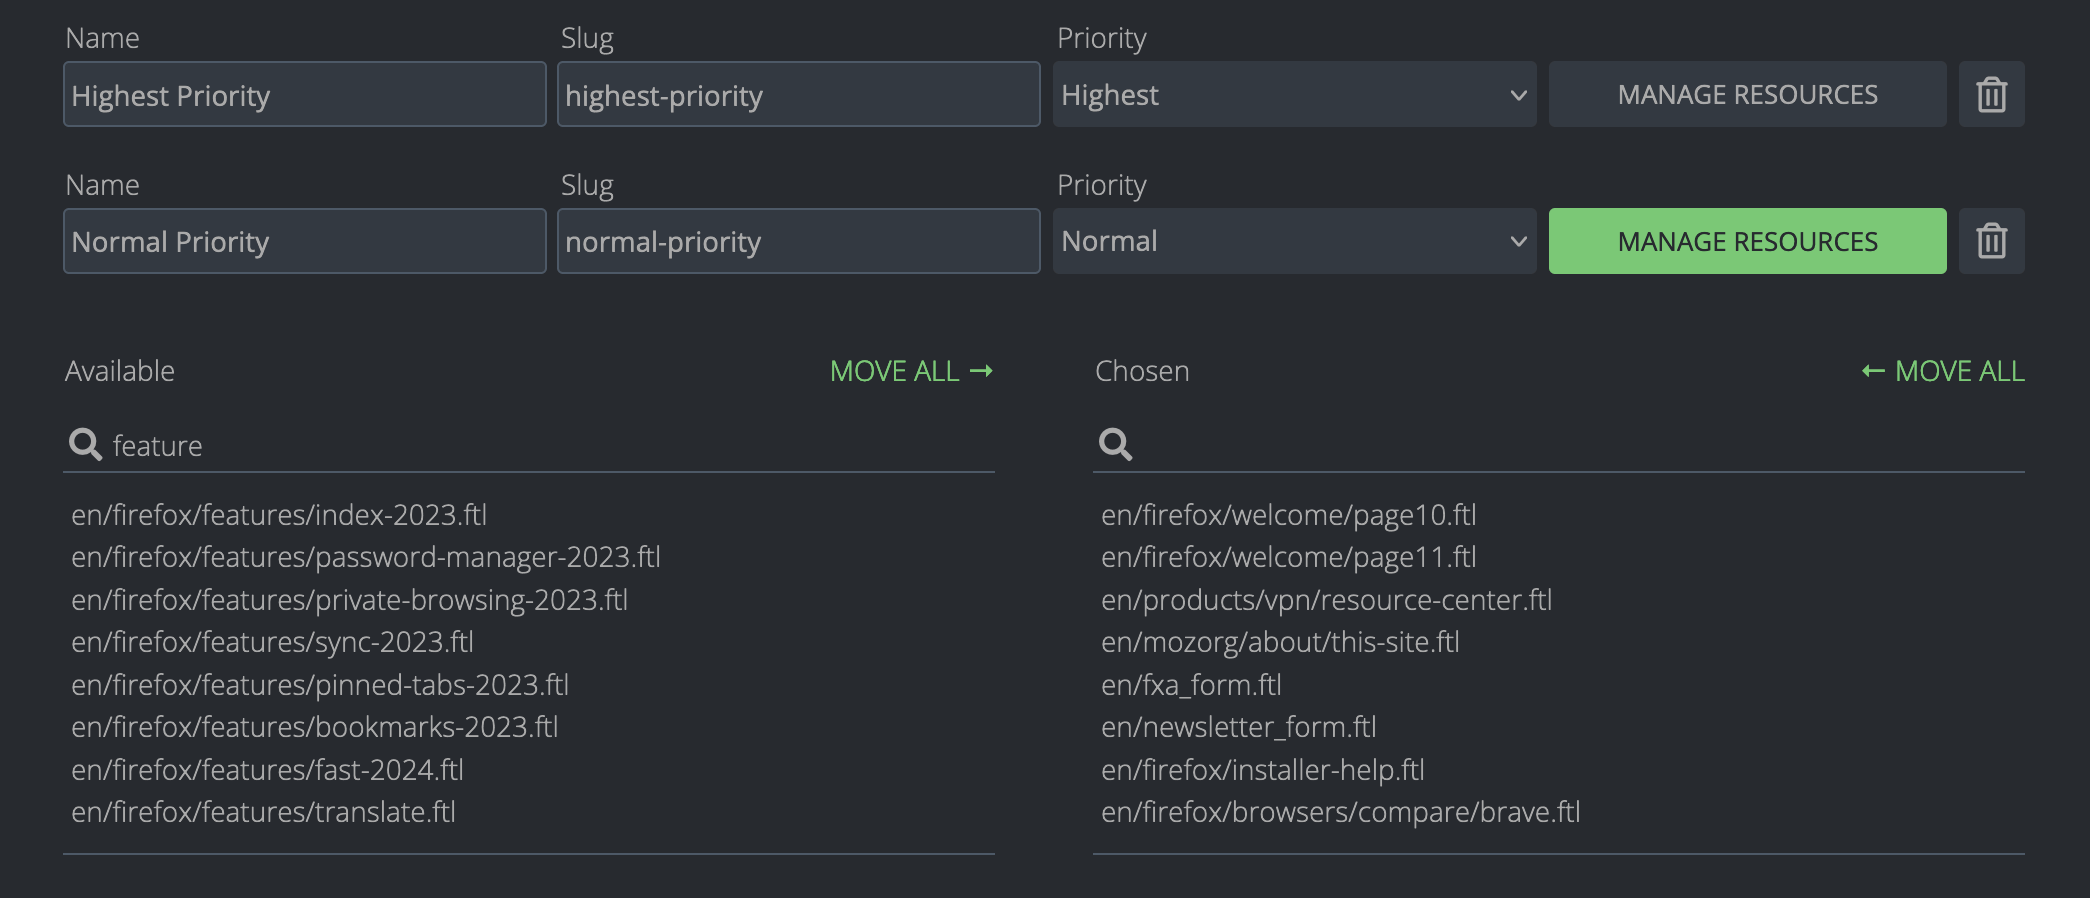 Name Slug Priority
Highest Priority highest-priority Highest MANAGE RESOURCES
Name Slug Priority
Normal Priority normal-priority Normal MANAGE RESOURCES
Available MOVE ALL →
feature
en/firefox/features/index-2023.ftl
en/firefox/features/password-manager-2023.ftl
en/firefox/features/private-browsing-2023.ftl
en/firefox/features/sync-2023.ftl
en/firefox/features/pinned-tabs-2023.ftl
en/firefox/features/bookmarks-2023.ftl
en/firefox/features/fast-2024.ftl
en/firefox/features/translate.ftl
Chosen ← MOVE ALL
en/firefox/welcome/page10.ftl
en/firefox/welcome/page11.ftl
en/products/vpn/resource-center.ftl
en/mozorg/about/this-site.ftl
en/fxa_form.ftl
en/newsletter_form.ftl
en/firefox/installer-help.ftl
en/firefox/browsers/compare/brave.ftl